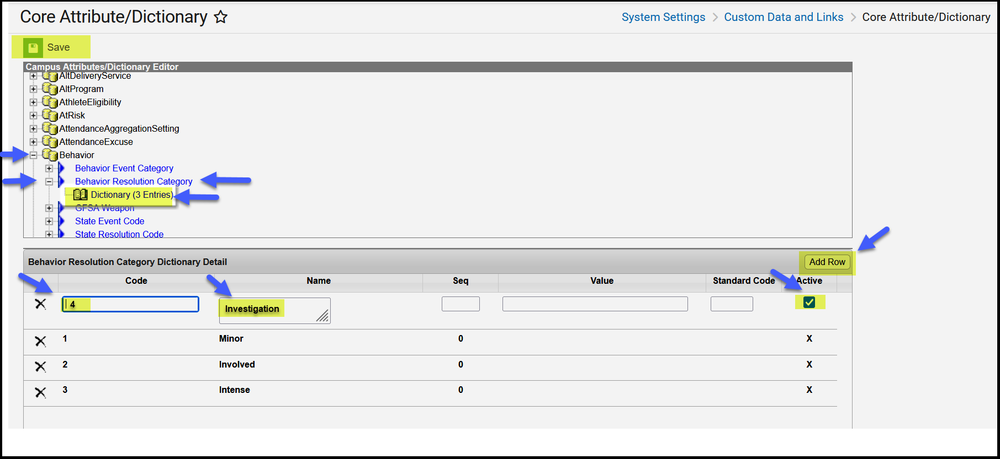 Core Attribute/Dictionary
System Settings > Custom Data and Links > Core Attribute/Dictionary
Save
Campus Attributes/Dictionary Editor
AltDeliveryService
AltProgram
AthleteEligibility
AtRisk
AttendanceAggregationSetting
AttendanceExcuse
Behavior
Behavior Event Category
Behavior Resolution Category
Dictionary (3 Entries)
GFSA Weapon
State Event Code
State Resolution Code
Behavior Resolution Category Dictionary Detail
Add Row
Code Name Seq Value Standard Code Active
4 Investigation
1 Minor 0 X
2 Involved 0 X
3 Intense 0 X